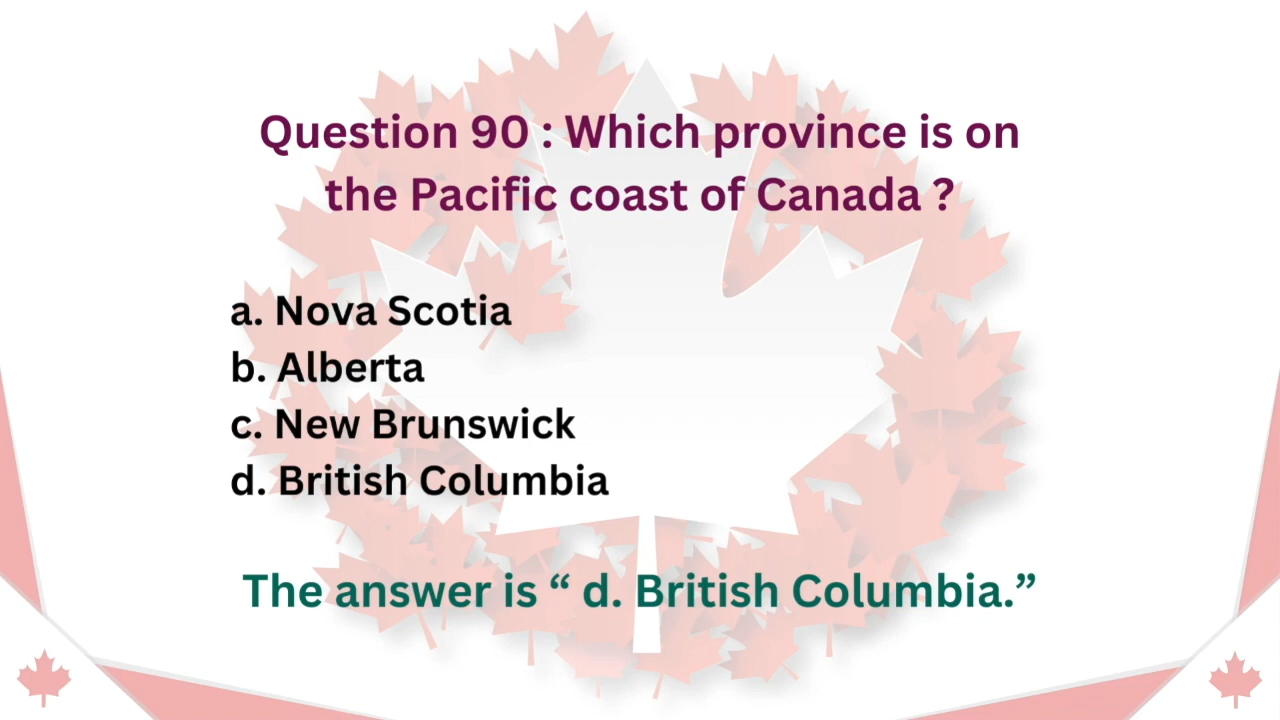 Question 90 : Which province is on
the Pacific coast of Canada ?
a. Nova Scotia
b. Alberta
c. New Brunswick
d. British Columbia
The answer is “ d. British Columbia.”